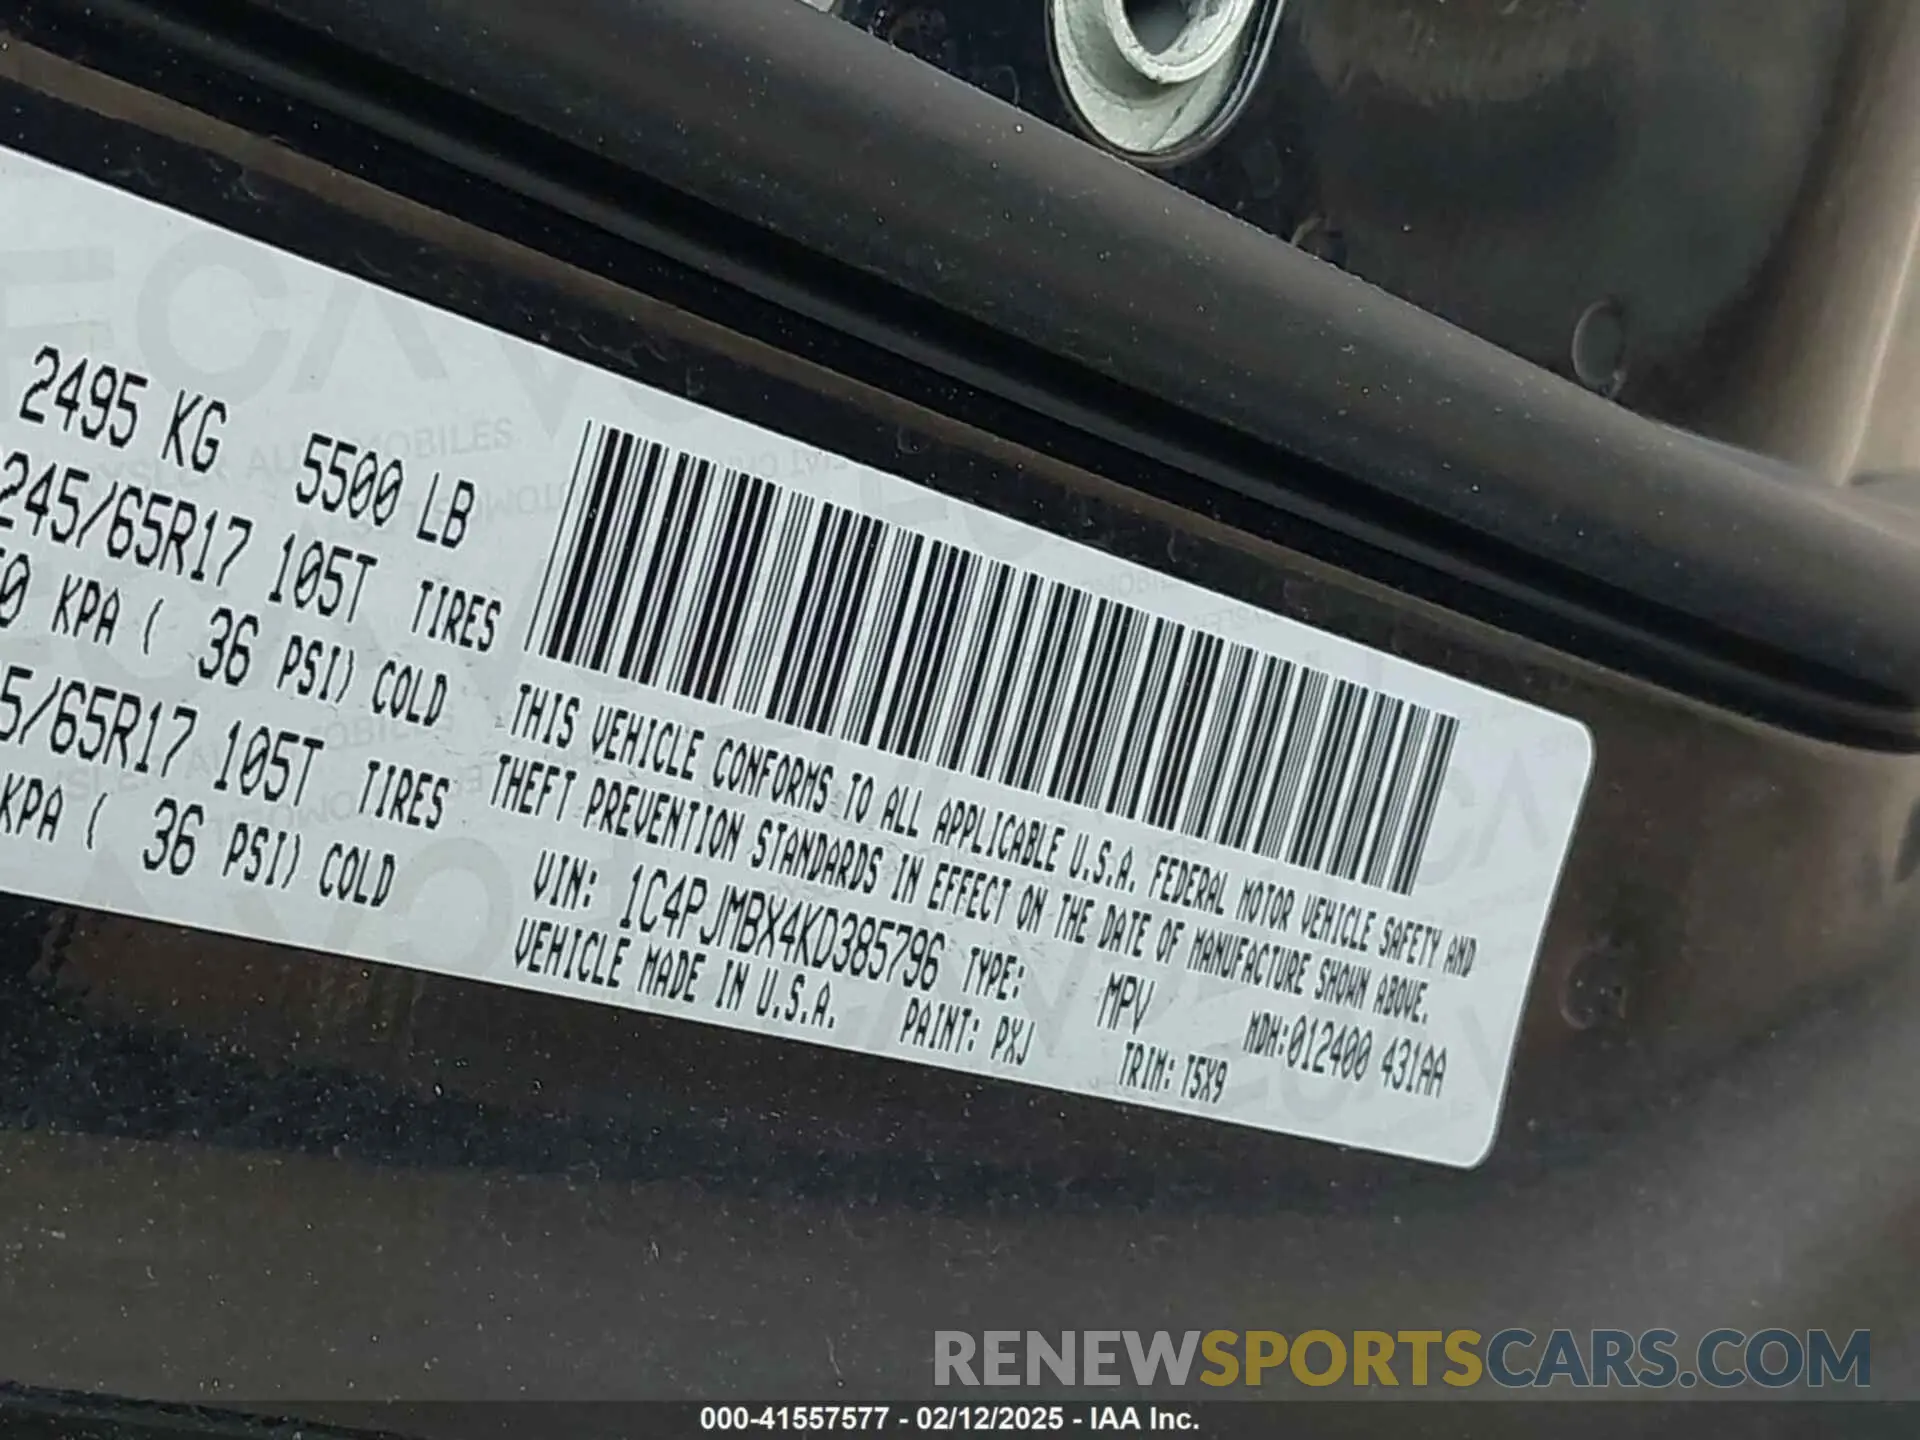 2495 KG 5500 LB
245/65R17 105T TIRES
0 KPA ( 36 PSI) COLD
5/65R17 105T TIRES
KPA ( 36 PSI) COLD
THIS VEHICLE CONFORMS TO ALL APPLICABLE U.S.A. FEDERAL MOTOR VEHICLE SAFETY AND
THEFT PREVENTION STANDARDS IN EFFECT ON THE DATE OF MANUFACTURE SHOWN ABOVE.
VIN: 1C4PJMBX4KD385796 TYPE: MPV MDH:012400 431AA
VEHICLE MADE IN U.S.A. PAINT: PXJ TRIM: T5X9
RENEWSPORTSCARS.COM
000-41557577 - 02/12/2025 - IAA Inc.